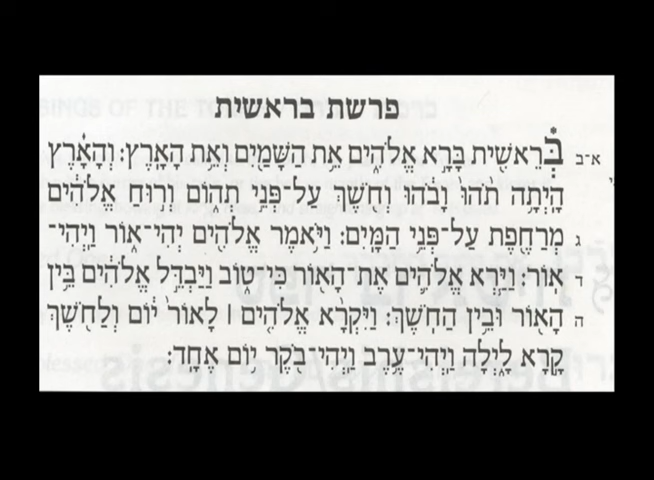 פרשת בראשית
א־ב בְּרֵאשִׁ֖ית בָּרָ֣א אֱלֹהִ֑ים אֵ֥ת הַשָּׁמַ֖יִם וְאֵ֥ת הָאָֽרֶץ׃ וְהָאָ֗רֶץ
הָיְתָ֥ה תֹ֙הוּ֙ וָבֹ֔הוּ וְחֹ֖שֶׁךְ עַל־פְּנֵ֣י תְה֑וֹם וְר֣וּחַ אֱלֹהִ֔ים
ג מְרַחֶ֖פֶת עַל־פְּנֵ֥י הַמָּֽיִם׃ וַיֹּ֥אמֶר אֱלֹהִ֖ים יְהִי־א֑וֹר וַֽיְהִי־
ד אֽוֹר׃ וַיַּ֧רְא אֱלֹהִ֛ים אֶת־הָא֖וֹר כִּי־ט֑וֹב וַיַּבְדֵּ֣ל אֱלֹהִ֔ים בֵּ֥ין
ה הָא֖וֹר וּבֵ֥ין הַחֹֽשֶׁךְ׃ וַיִּקְרָ֨א אֱלֹהִ֤ים ׀ לָאוֹר֙ י֔וֹם וְלַחֹ֖שֶׁךְ
קָ֣רָא לָ֑יְלָה וַֽיְהִי־עֶ֥רֶב וַֽיְהִי־בֹ֖קֶר י֥וֹם אֶחָֽד׃